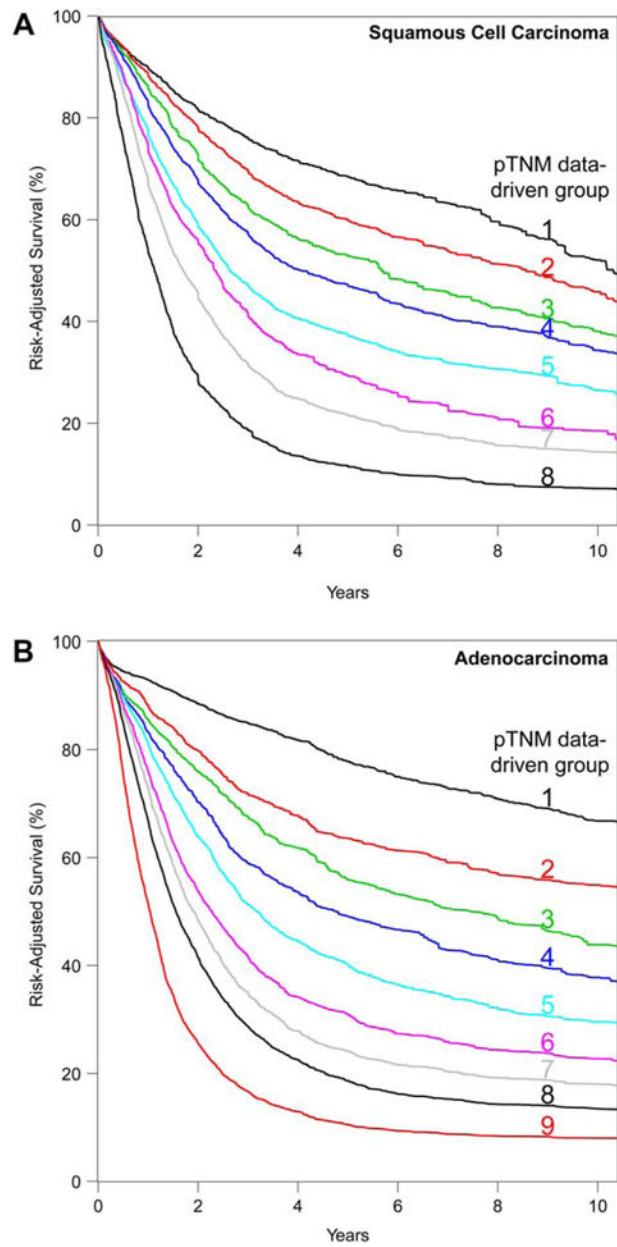 A
Squamous Cell Carcinoma
pTNM data-
driven group
1
2
3
4
5
6
7
8
Risk-Adjusted Survival (%)
100
80
60
40
20
0
0 2 4 6 8 10
Years
B
Adenocarcinoma
pTNM data-
driven group
1
2
3
4
5
6
7
8
9
Risk-Adjusted Survival (%)
100
80
60
40
20
0
0 2 4 6 8 10
Years